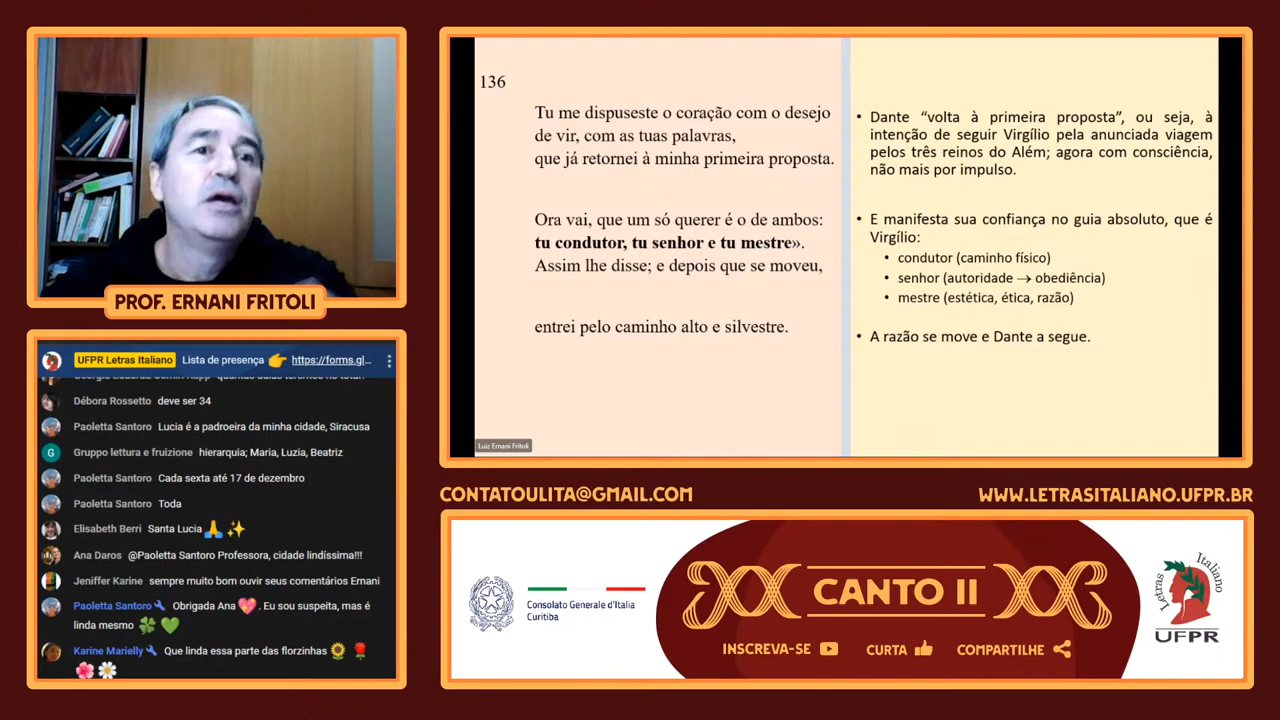 PROF. ERNANI FRITOLI
UFPR Letras Italiano Lista de presença 👉 https://forms.gl...
Débora Rossetto deve ser 34
Paoletta Santoro Lucia é a padroeira da minha cidade, Siracusa
G Gruppo lettura e fruizione hierarquia; Maria, Luzia, Beatriz
Paoletta Santoro Cada sexta até 17 de dezembro
Paoletta Santoro Toda
Elisabeth Berri Santa Lucia🙏✨
Ana Daros @Paoletta Santoro Professora, cidade lindíssima!!!
Jeniffer Karine sempre muito bom ouvir seus comentários Ernani
Paoletta Santoro Obrigada Ana💖. Eu sou suspeita, mas é
linda mesmo 🍀💚
Karine Marielly Que linda essa parte das florzinhas 🌻🌹
🌸🌼
136
Tu me dispuseste o coração com o desejo
de vir, com as tuas palavras,
que já retornei à minha primeira proposta.
Ora vai, que um só querer é o de ambos:
tu condutor, tu senhor e tu mestre».
Assim lhe disse; e depois que se moveu,
entrei pelo caminho alto e silvestre.
Luiz Ernani Fritoli
• Dante “volta à primeira proposta”, ou seja, à
intenção de seguir Virgílio pela anunciada viagem
pelos três reinos do Além; agora com consciência,
não mais por impulso.
• E manifesta sua confiança no guia absoluto, que é
Virgílio:
• condutor (caminho físico)
• senhor (autoridade → obediência)
• mestre (estética, ética, razão)
• A razão se move e Dante a segue.
CONTATOULITA@GMAIL.COM
WWW.LETRASITALIANO.UFPR.BR
Consolato Generale d'Italia
Curitiba
CANTO II
INSCREVA-SE
CURTA
COMPARTILHE
Letras Italiano
UFPR